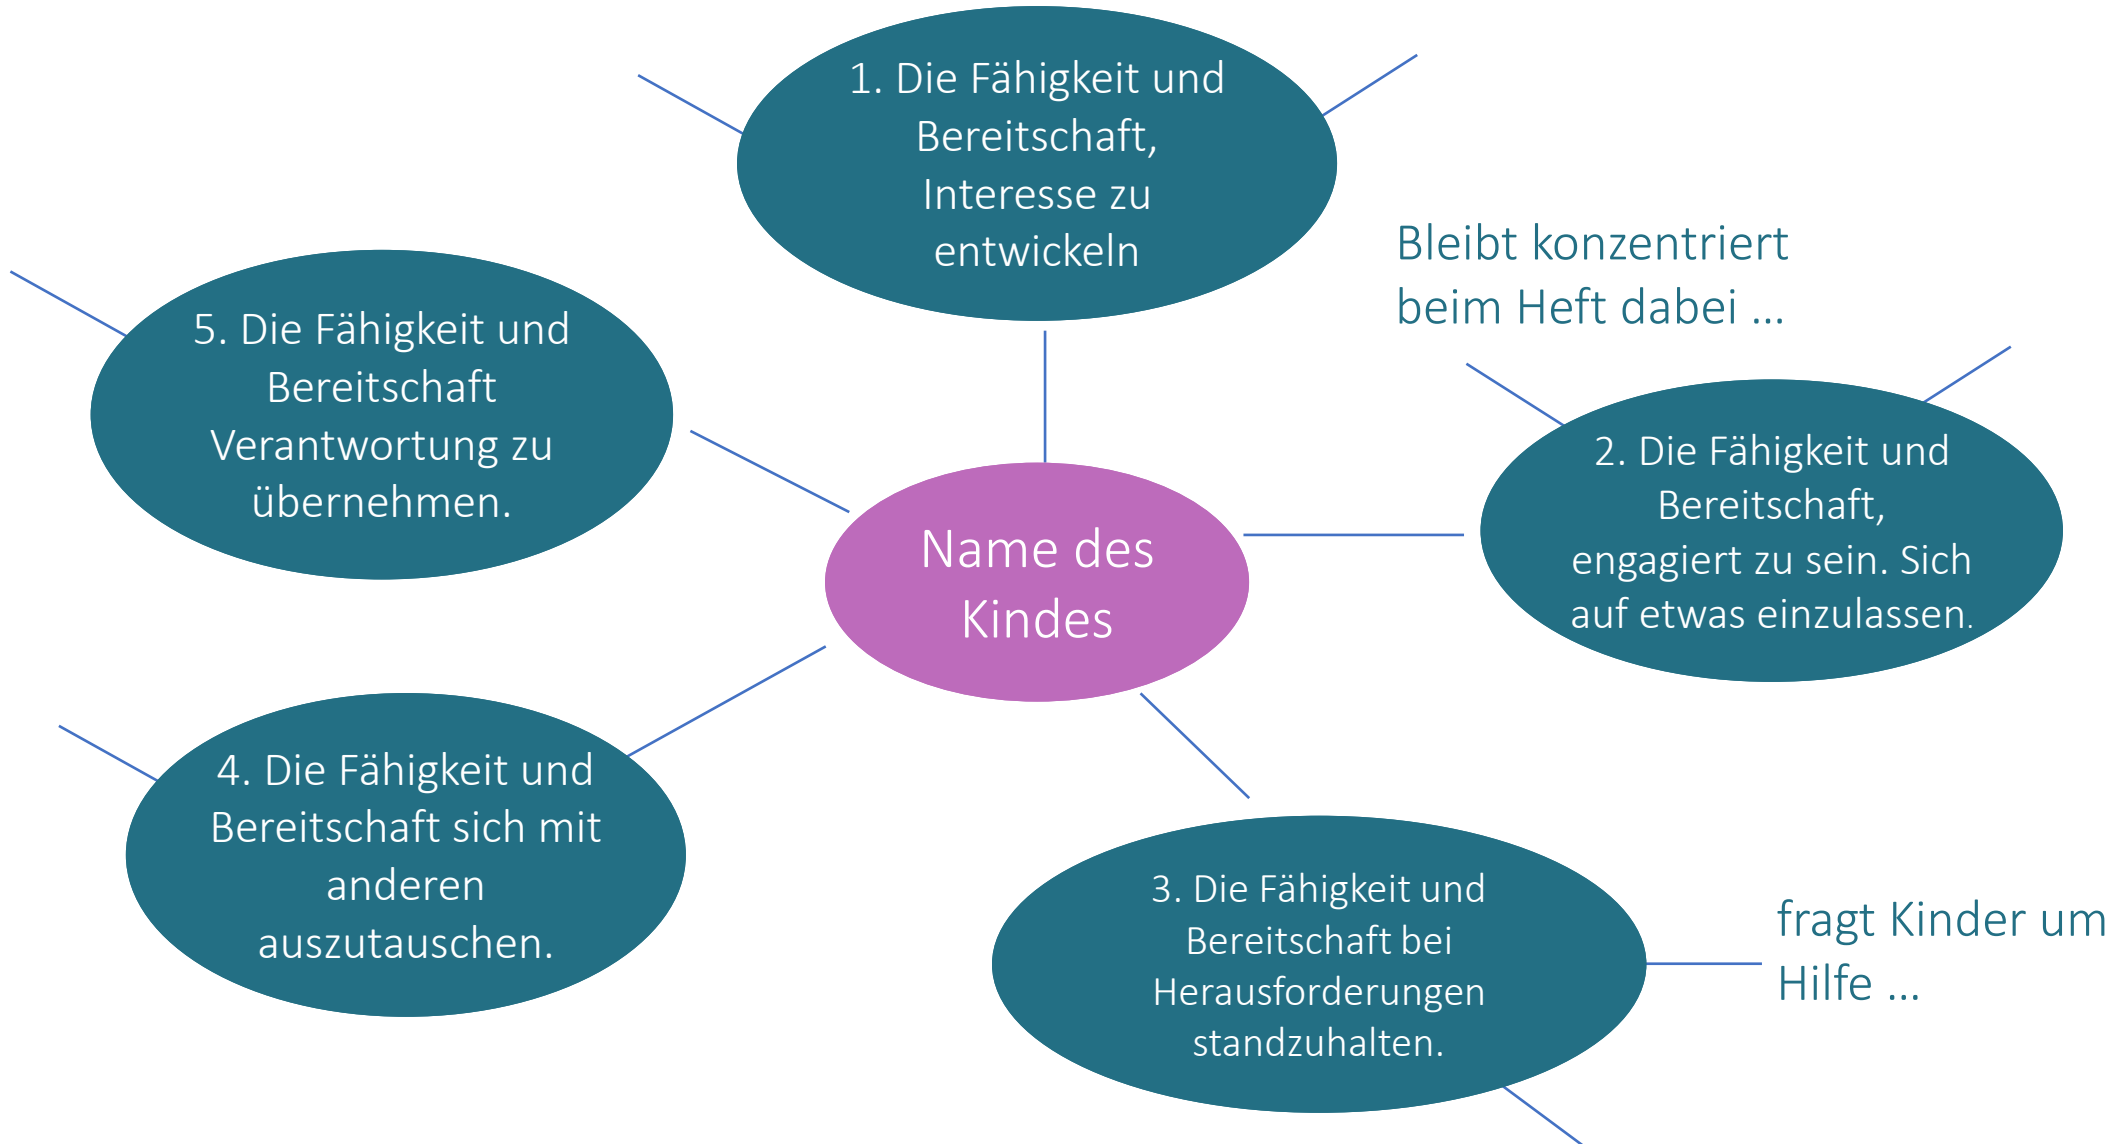 1. Die Fähigkeit und
Bereitschaft,
Interesse zu
entwickeln
Bleibt konzentriert
beim Heft dabei ...
2. Die Fähigkeit und
Bereitschaft,
engagiert zu sein. Sich
auf etwas einzulassen.
5. Die Fähigkeit und
Bereitschaft
Verantwortung zu
übernehmen.
Name des
Kindes
4. Die Fähigkeit und
Bereitschaft sich mit
anderen
auszutauschen.
3. Die Fähigkeit und
Bereitschaft bei
Herausforderungen
standzuhalten.
fragt Kinder um
Hilfe ...